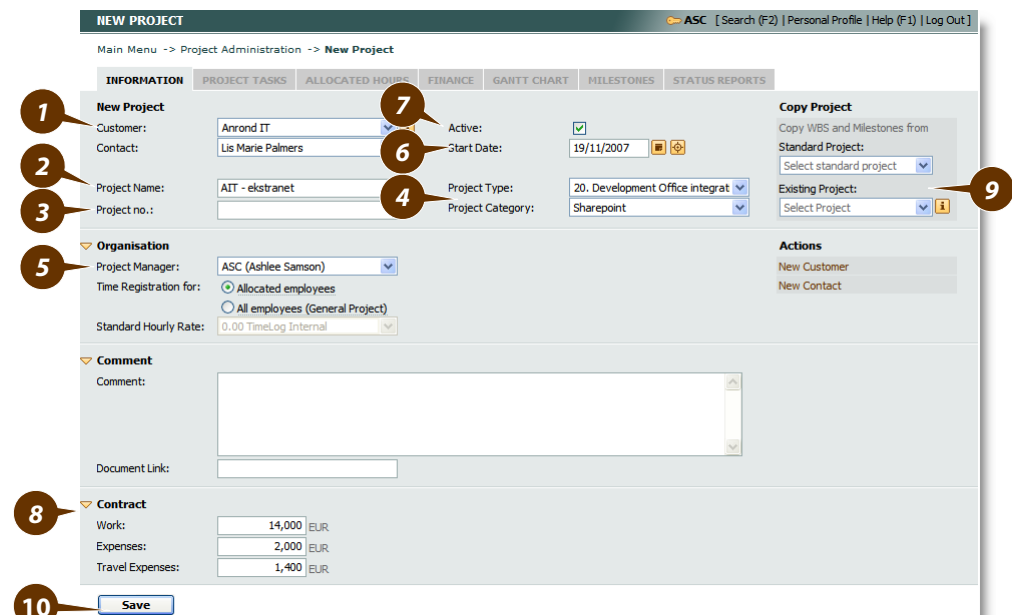 NEW PROJECT
ASC [ Search (F2) | Personal Profile | Help (F1) | Log Out ]
Main Menu -> Project Administration -> New Project
INFORMATION PROJECT TASKS ALLOCATED HOURS FINANCE GANTT CHART MILESTONES STATUS REPORTS
New Project
7
Copy Project
1
Customer: Anrond IT
Active:
Copy WBS and Milestones from
Contact: Lis Marie Palmers
6
Start Date: 19/11/2007
Standard Project:
Select standard project
2
Project Name: AIT - ekstranet
4
Project Type: 20. Development Office integrat
Existing Project:
9
3
Project no.:
Project Category: Sharepoint
Select Project
i
Organisation
Actions
5
Project Manager: ASC (Ashlee Samson)
New Customer
Time Registration for: Allocated employees
New Contact
All employees (General Project)
Standard Hourly Rate: 0.00 TimeLog Internal
Comment
Comment:
Document Link:
8
Contract
Work: 14,000 EUR
Expenses: 2,000 EUR
Travel Expenses: 1,400 EUR
10
Save